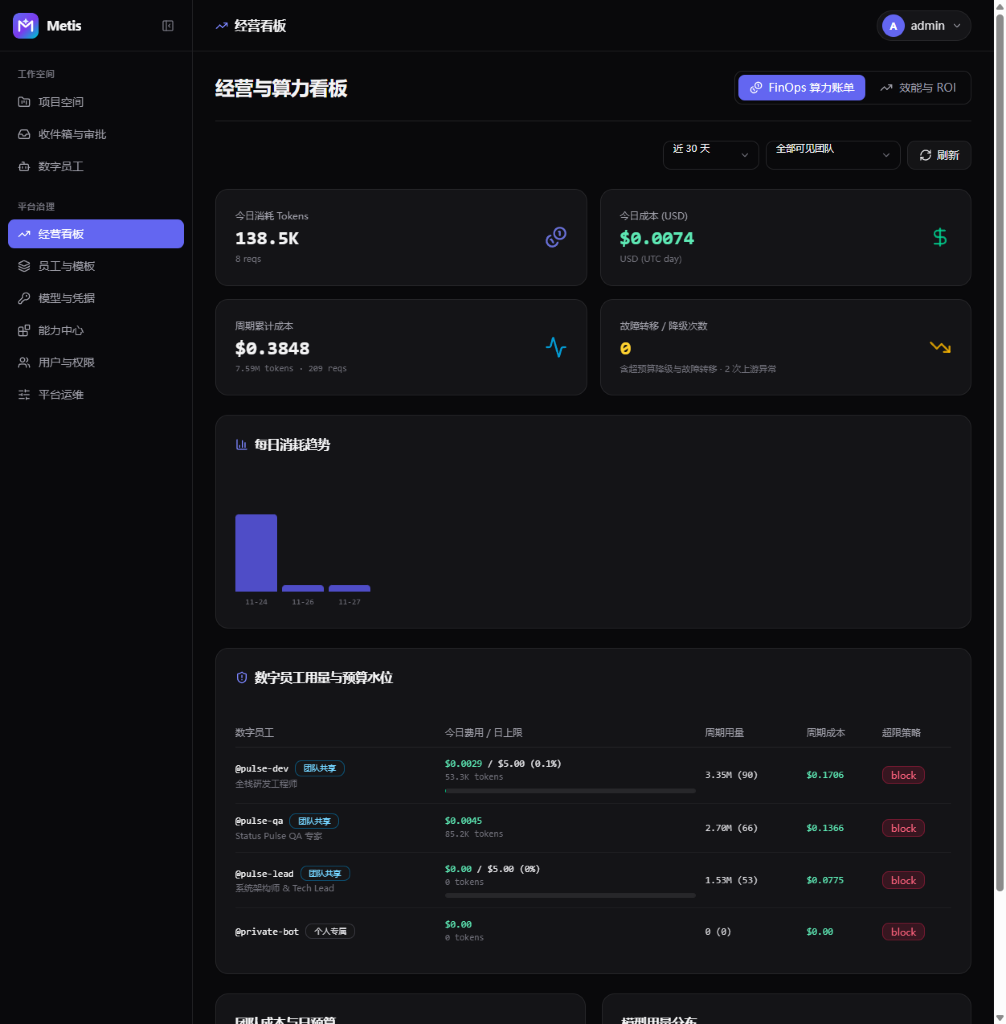 Metis
工作空间
项目空间
收件箱与审批
数字员工
平台治理
经营看板
员工与模板
模型与凭据
能力中心
用户与权限
平台运维
经营看板
A admin
经营与算力看板
FinOps 算力账单
效能与 ROI
近 30 天
全部可见团队
刷新
今日消耗 Tokens
138.5K
8 reqs
今日成本 (USD)
$0.0074
USD (UTC day)
周期累计成本
$0.3848
7.59M tokens · 209 reqs
故障转移 / 降级次数
0
含超预算降级与故障转移 · 2 次上游异常
每日消耗趋势
11-24 11-26 11-27
数字员工用量与预算水位
数字员工 今日费用 / 日上限 周期用量 周期成本 超限策略
@pulse-dev 团队共享
全栈研发工程师
$0.0029 / $5.00 (0.1%)
53.3K tokens
3.35M (90) $0.1706 block
@pulse-qa 团队共享
Status Pulse QA 专家
$0.0045
85.2K tokens
2.70M (66) $0.1366 block
@pulse-lead 团队共享
系统架构师 & Tech Lead
$0.00 / $5.00 (0%)
0 tokens
1.53M (53) $0.0775 block
@private-bot 个人专属
$0.00
0 tokens
0 (0) $0.00 block
团队成本与日预算
模型用量分布